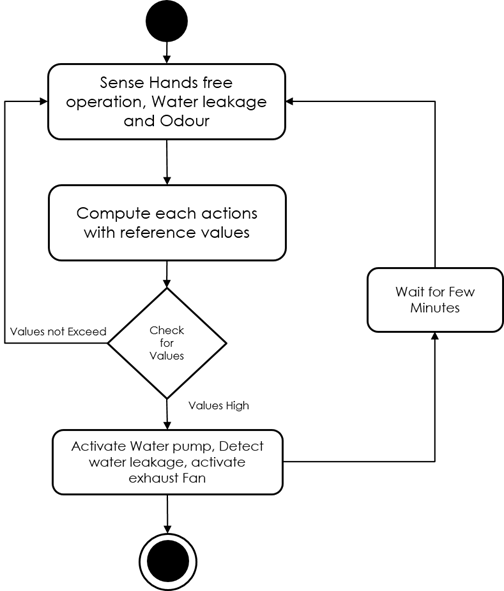 Sense Hands free
operation, Water leakage
and Odour
Compute each actions
with reference values
Wait for Few
Minutes
Values not Exceed
Check
for
Values
Values High
Activate Water pump, Detect
water leakage, activate
exhaust Fan